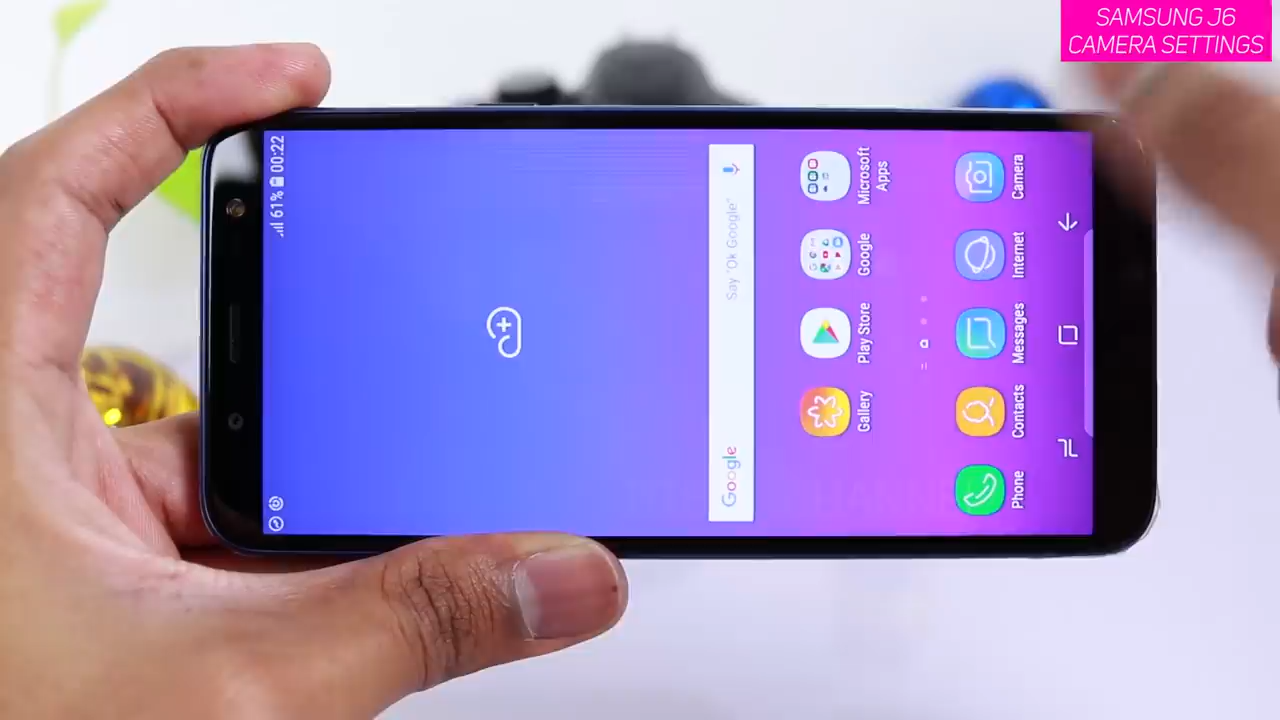 SAMSUNG J6
CAMERA SETTINGS
61% 00:22
Say "Ok Google"
Google
Microsoft
Apps
Google
Play Store
Gallery
Camera
Internet
Messages
Contacts
Phone